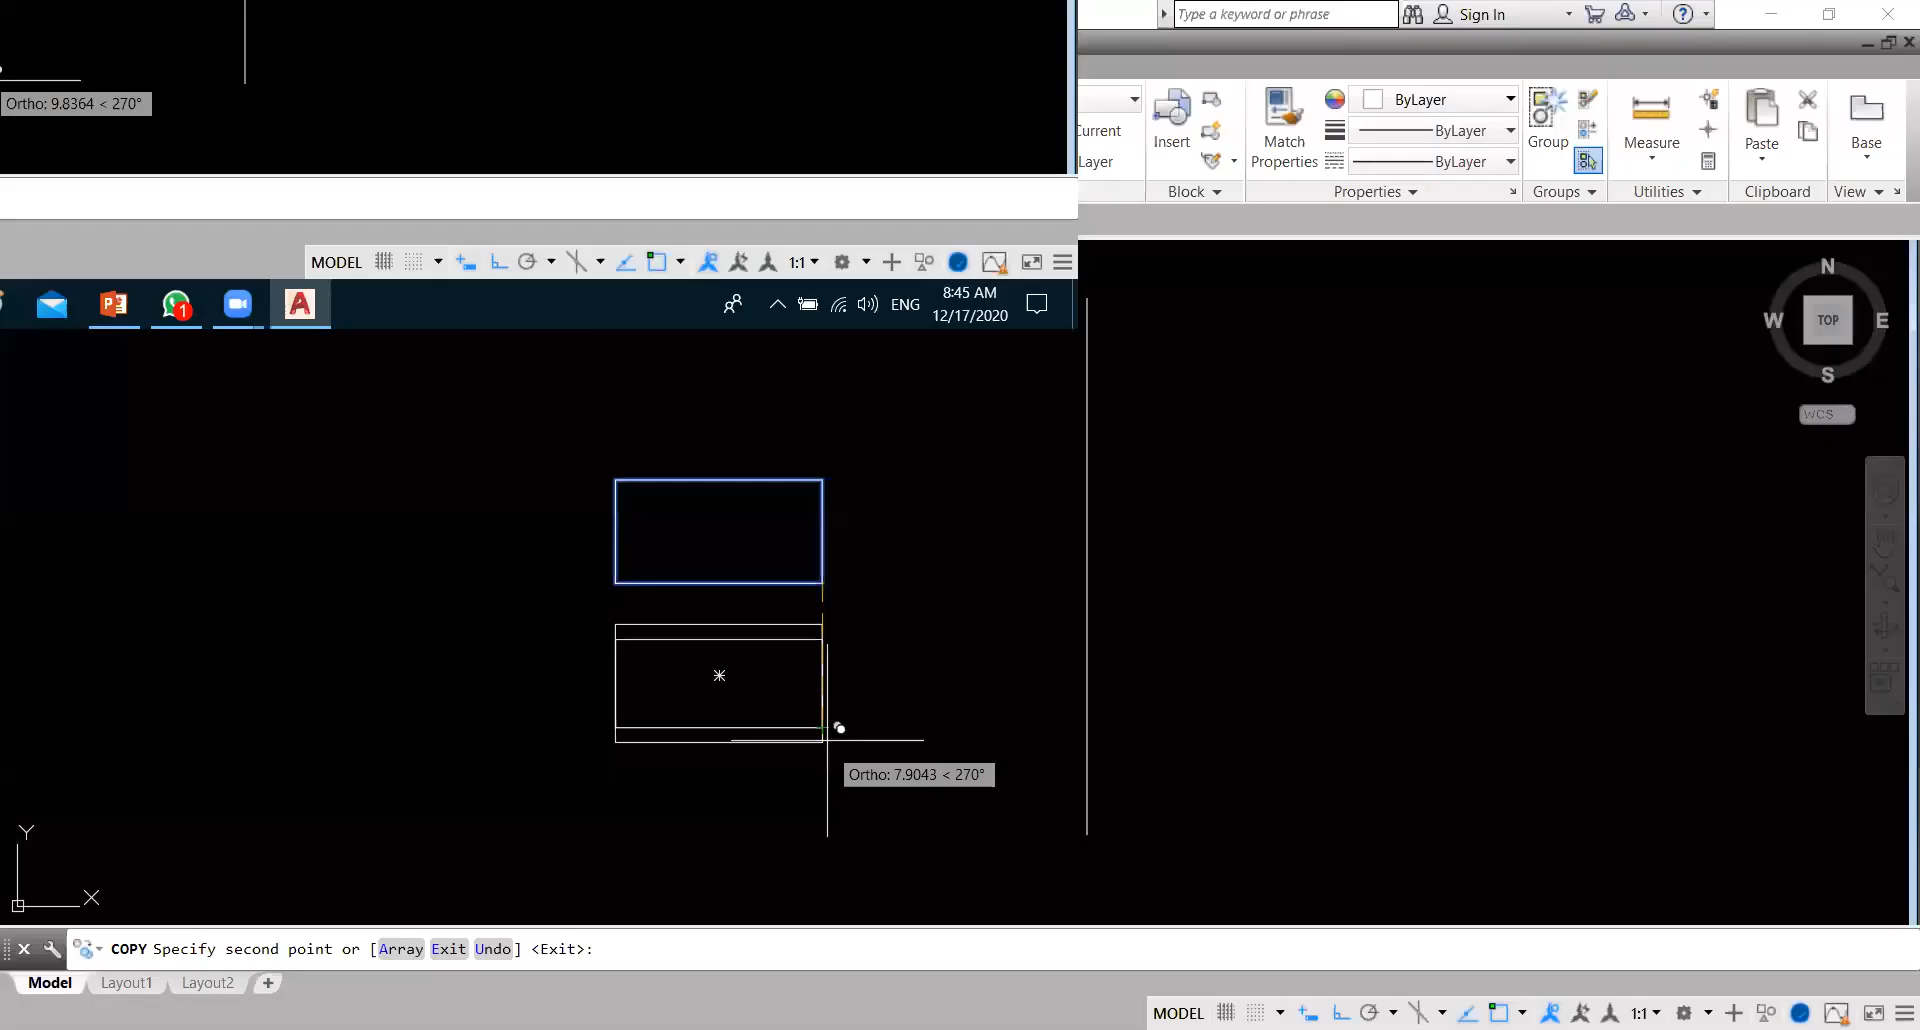 Type a keyword or phrase
Sign In
Ortho: 9.8364 < 270°
ByLayer
Current
ByLayer
Insert
Match
Properties
Group
Measure
Paste
Base
Layer
ByLayer
Block
Properties
Groups
Utilities
Clipboard
View
MODEL
1:1
1
ENG
8:45 AM
12/17/2020
N
W
TOP
E
S
WCS
Ortho: 7.9043 < 270°
Y
X
COPY Specify second point or [Array Exit Undo] <Exit>:
Model
Layout1
Layout2
MODEL
1:1